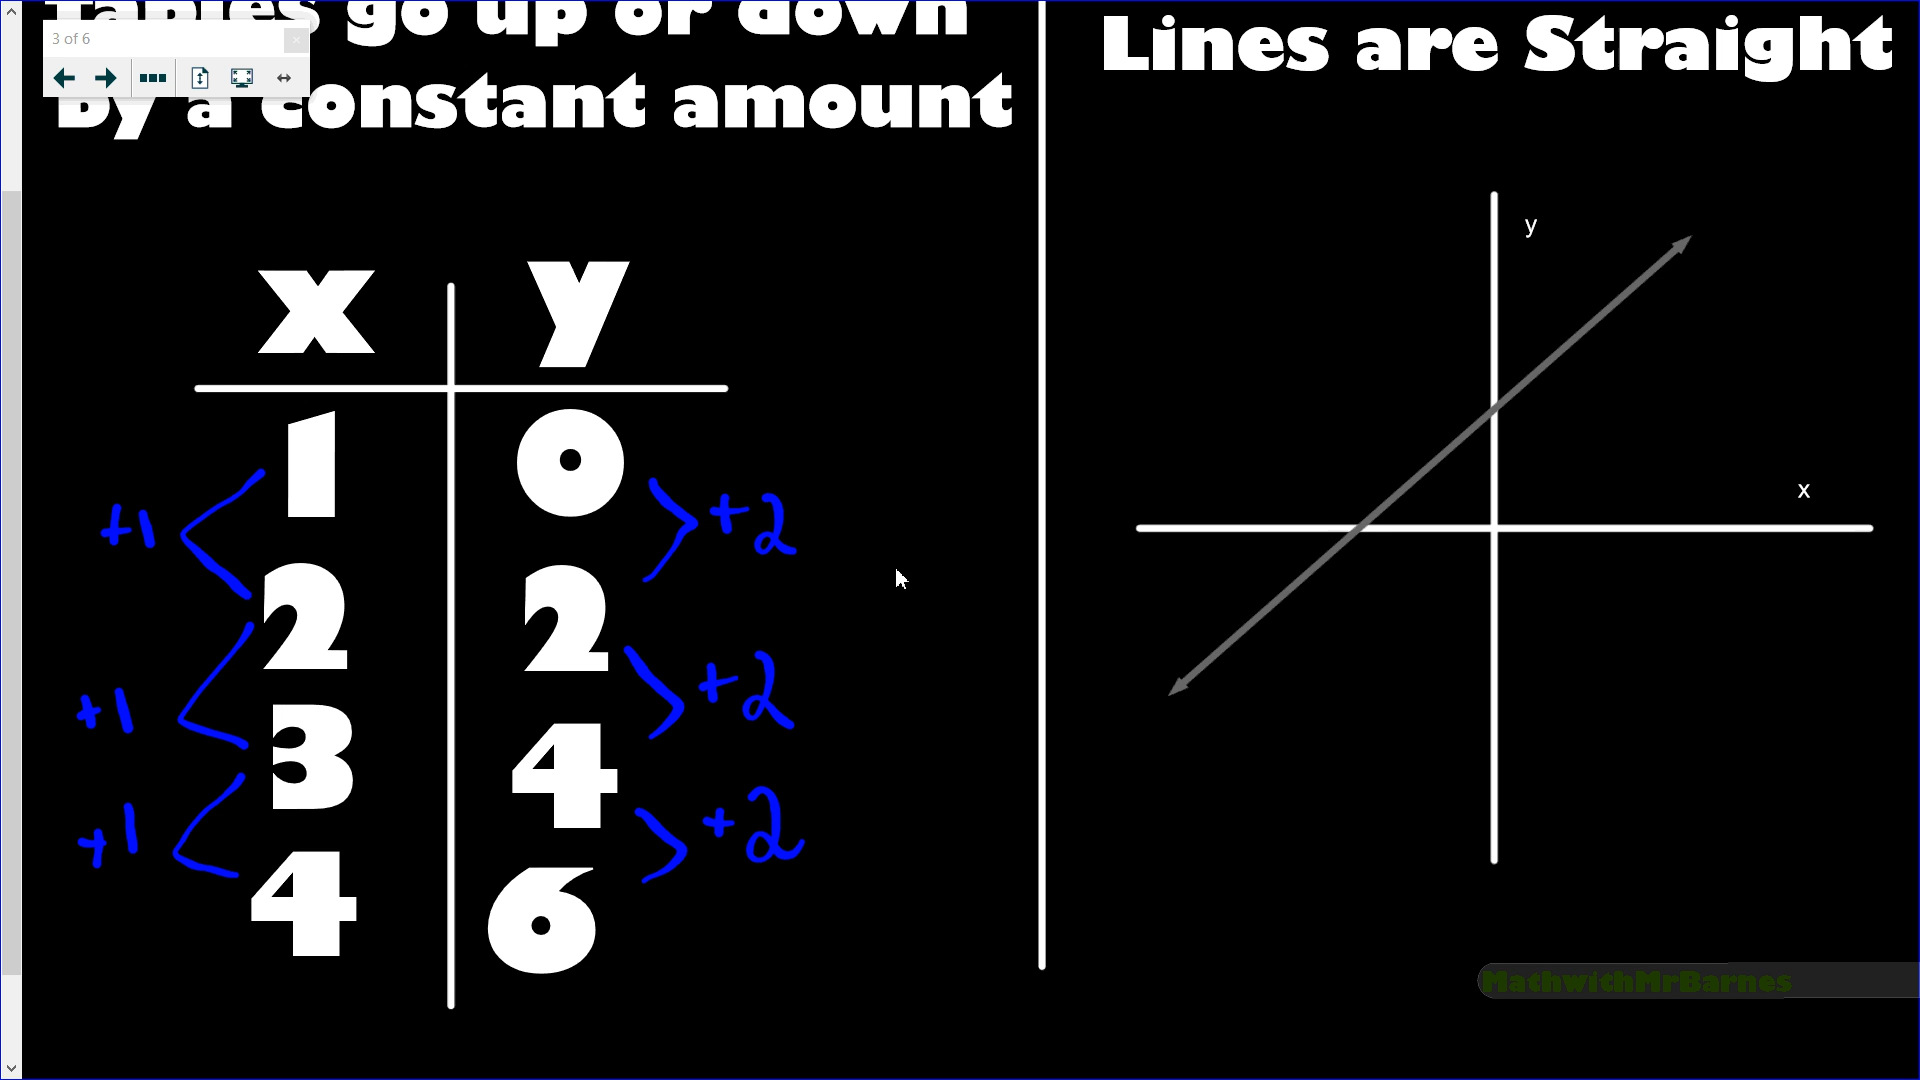 Tables go up or down
By a constant amount
3 of 6
x y
1 0
+1 +2
2 2
+1 +2
3 4
+1 +2
4 6
Lines are Straight
y
x
MathwichMrBarnes